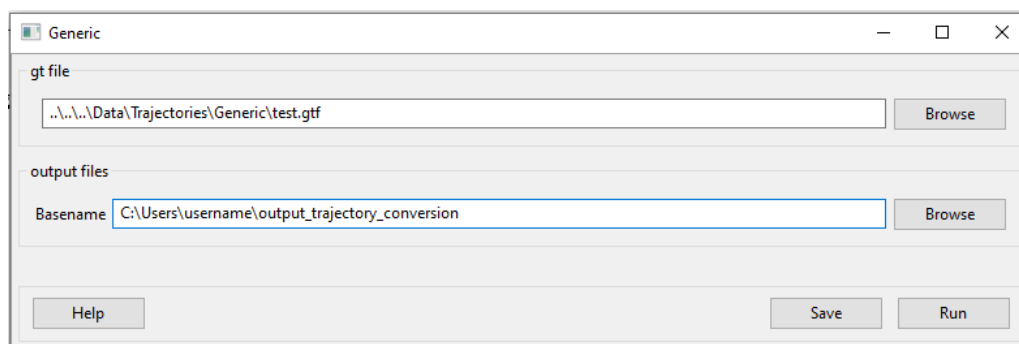 Generic
gt file
..\..\..\Data\Trajectories\Generic\test.gtf
Browse
output files
Basename C:\Users\username\output_trajectory_conversion
Browse
Help
Save
Run